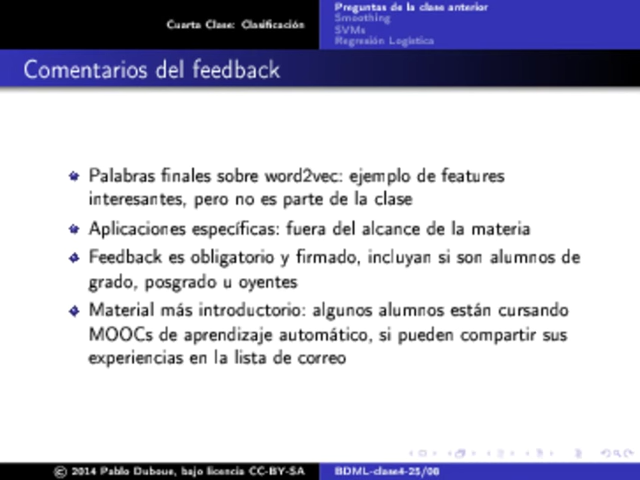 Cuarta Clase: Clasificación
Preguntas de la clase anterior
Smoothing
SVMs
Regresión Logística
Comentarios del feedback
Palabras finales sobre word2vec: ejemplo de features
interesantes, pero no es parte de la clase
Aplicaciones específicas: fuera del alcance de la materia
Feedback es obligatorio y firmado, incluyan si son alumnos de
grado, posgrado u oyentes
Material más introductorio: algunos alumnos están cursando
MOOCs de aprendizaje automático, si pueden compartir sus
experiencias en la lista de correo
© 2014 Pablo Duboue, bajo licencia CC-BY-SA
BDML-clase4-25/08